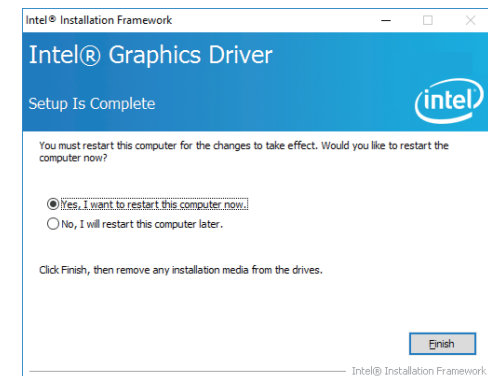 Intel® Installation Framework
Intel® Graphics Driver
Setup Is Complete
intel
You must restart this computer for the changes to take effect. Would you like to restart the
computer now?
Yes, I want to restart this computer now.
No, I will restart this computer later.
Click Finish, then remove any installation media from the drives.
Finish
Intel® Installation Framework